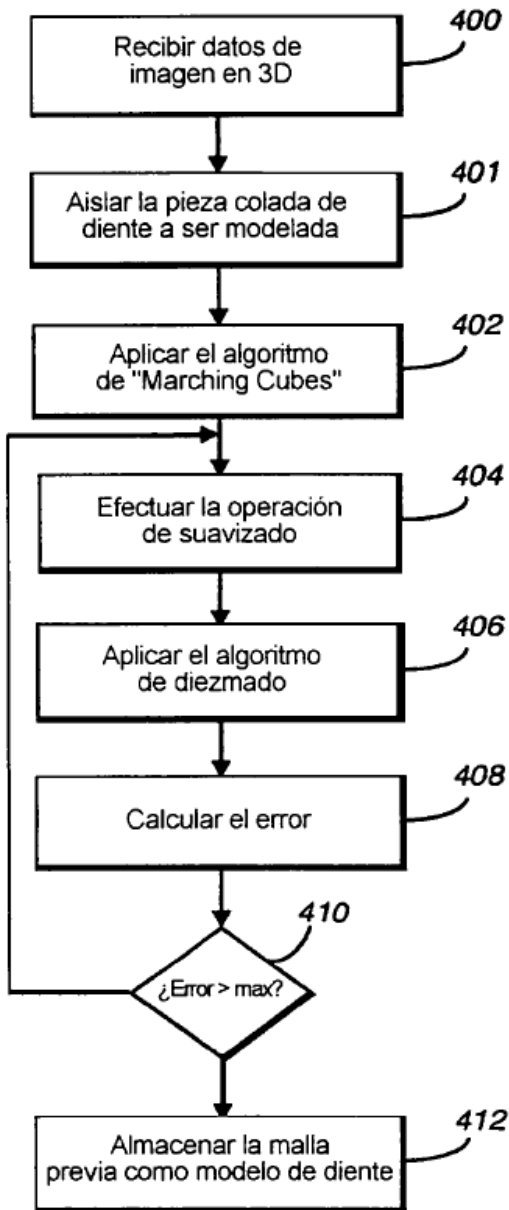 400
Recibir datos de
imagen en 3D
401
Aislar la pieza colada de
diente a ser modelada
402
Aplicar el algoritmo
de "Marching Cubes"
404
Efectuar la operación
de suavizado
406
Aplicar el algoritmo
de diezmado
408
Calcular el error
410
¿Error > max?
412
Almacenar la malla
previa como modelo de diente